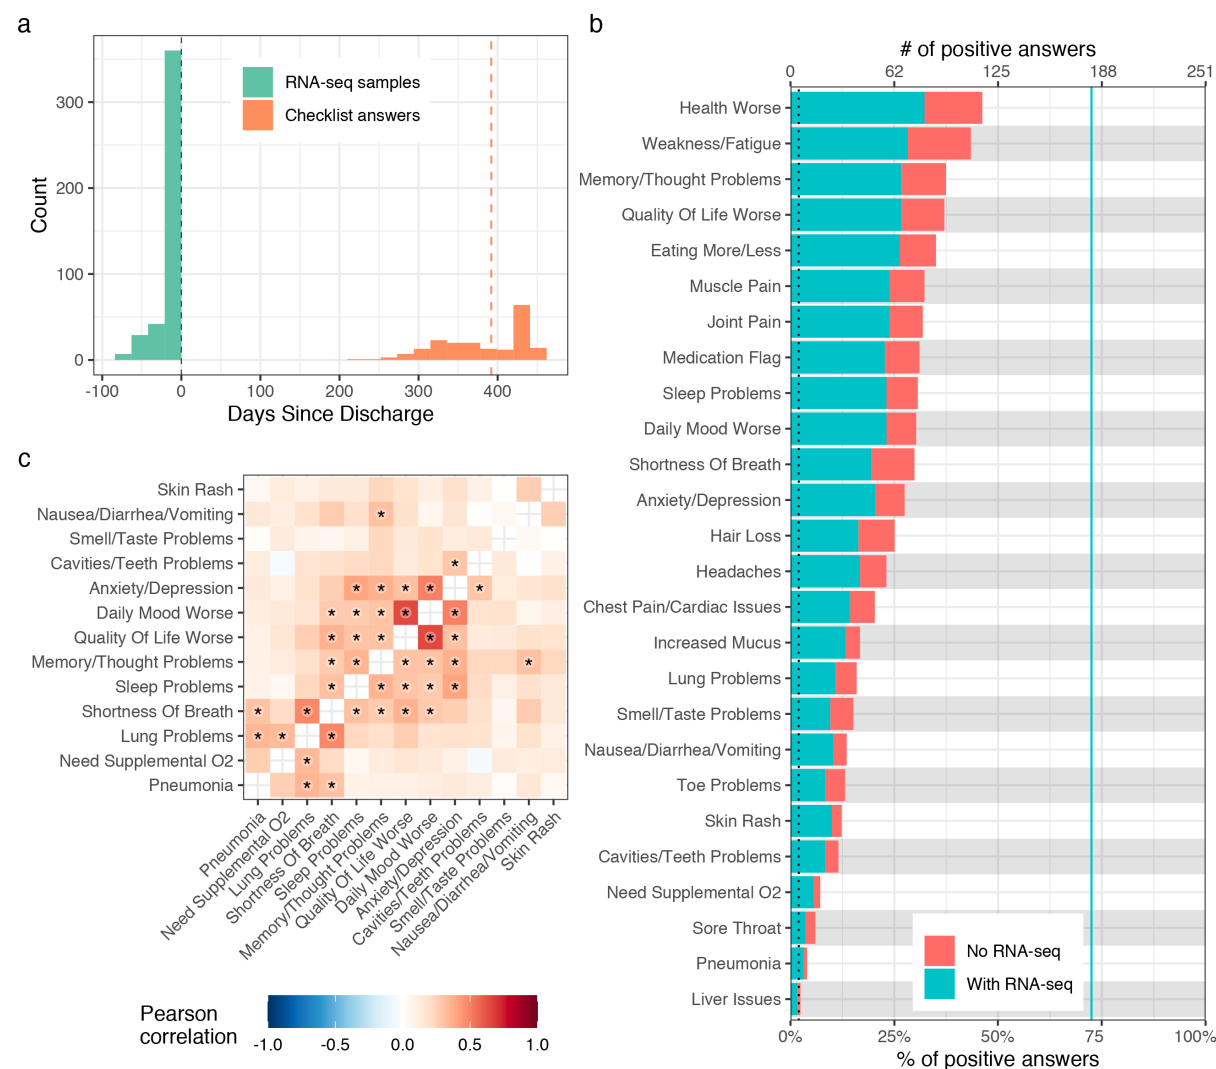 a
RNA-seq samples
Checklist answers
300
200
100
0
Count
-100
0
100
200
300
400
Days Since Discharge
b
# of positive answers
0
62
125
188
251
Health Worse
Weakness/Fatigue
Memory/Thought Problems
Quality Of Life Worse
Eating More/Less
Muscle Pain
Joint Pain
Medication Flag
Sleep Problems
Daily Mood Worse
Shortness Of Breath
Anxiety/Depression
Hair Loss
Headaches
Chest Pain/Cardiac Issues
Increased Mucus
Lung Problems
Smell/Taste Problems
Nausea/Diarrhea/Vomiting
Toe Problems
Skin Rash
Cavities/Teeth Problems
Need Supplemental O2
Sore Throat
Pneumonia
Liver Issues
No RNA-seq
With RNA-seq
0%
25%
50%
75%
100%
% of positive answers
c
Skin Rash
Nausea/Diarrhea/Vomiting
Smell/Taste Problems
Cavities/Teeth Problems
Anxiety/Depression
Daily Mood Worse
Quality Of Life Worse
Memory/Thought Problems
Sleep Problems
Shortness Of Breath
Lung Problems
Need Supplemental O2
Pneumonia
Pneumonia
Need Supplemental O2
Lung Problems
Shortness Of Breath
Sleep Problems
Memory/Thought Problems
Quality Of Life Worse
Daily Mood Worse
Anxiety/Depression
Cavities/Teeth Problems
Smell/Taste Problems
Nausea/Diarrhea/Vomiting
Skin Rash
Pearson
correlation
-1.0
-0.5
0.0
0.5
1.0